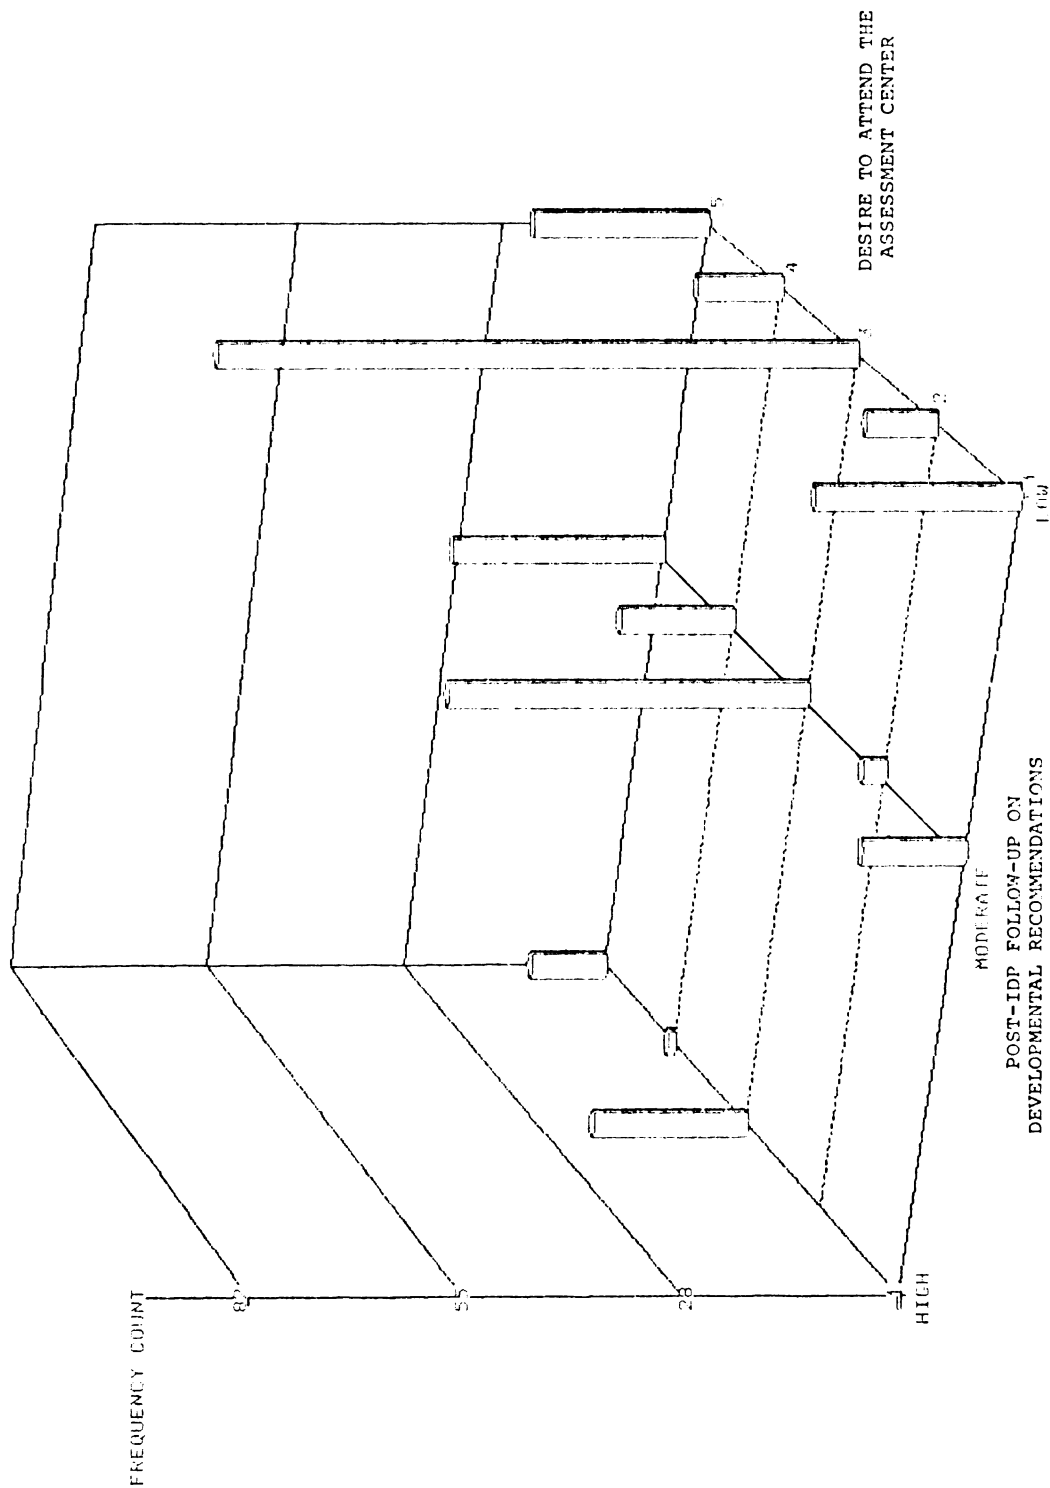 FREQUENCY COUNT
82
55
28
1
HIGH
MODERATE
LOW
POST-IDP FOLLOW-UP ON
DEVELOPMENTAL RECOMMENDATIONS
1
2
3
4
5
DESIRE TO ATTEND THE
ASSESSMENT CENTER